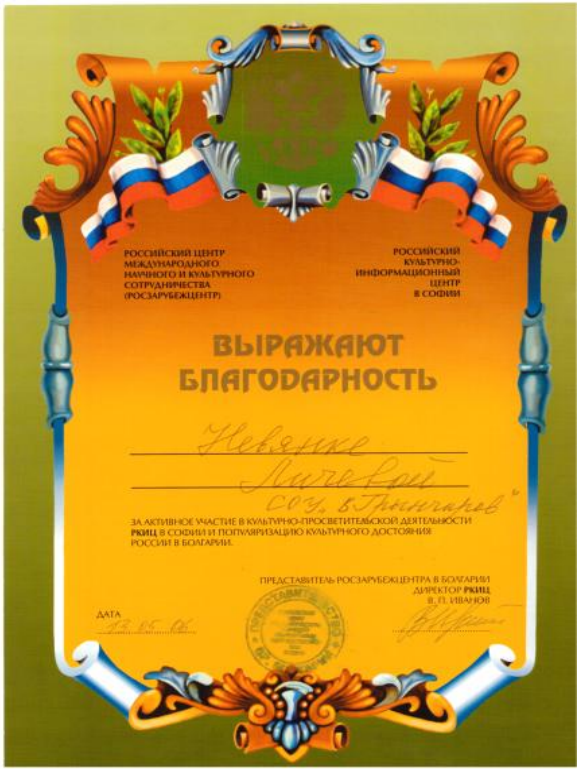 РОССИЙСКИЙ ЦЕНТР
МЕЖДУНАРОДНОГО
НАУЧНОГО И КУЛЬТУРНОГО
СОТРУДНИЧЕСТВА
(РОСЗАРУБЕЖЦЕНТР)
РОССИЙСКИЙ
КУЛЬТУРНО-
ИНФОРМАЦИОННЫЙ
ЦЕНТР
В СОФИИ
ВЫРАЖАЮТ
БЛАГОДАРНОСТЬ
Невянке
Личевой
СОУ
ЗА АКТИВНОЕ УЧАСТИЕ В КУЛЬТУРНО-ПРОСВЕТИТЕЛЬСКОЙ ДЕЯТЕЛЬНОСТИ
РКИЦ В СОФИИ И ПОПУЛЯРИЗАЦИЮ КУЛЬТУРНОГО ДОСТОЯНИЯ
РОССИИ В БОЛГАРИИ.
ПРЕДСТАВИТЕЛЬ РОСЗАРУБЕЖЦЕНТРА В БОЛГАРИИ
ДИРЕКТОР РКИЦ
В. П. ИВАНОВ
ДАТА
ПРЕДСТАВИТЕЛЬСТВО